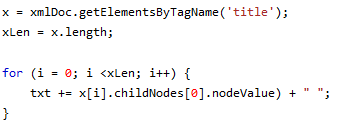 x = xmlDoc.getElementsByTagName('title');
xLen = x.length;

for (i = 0; i <xLen; i++) {
    txt += x[i].childNodes[0].nodeValue) + " ";
}